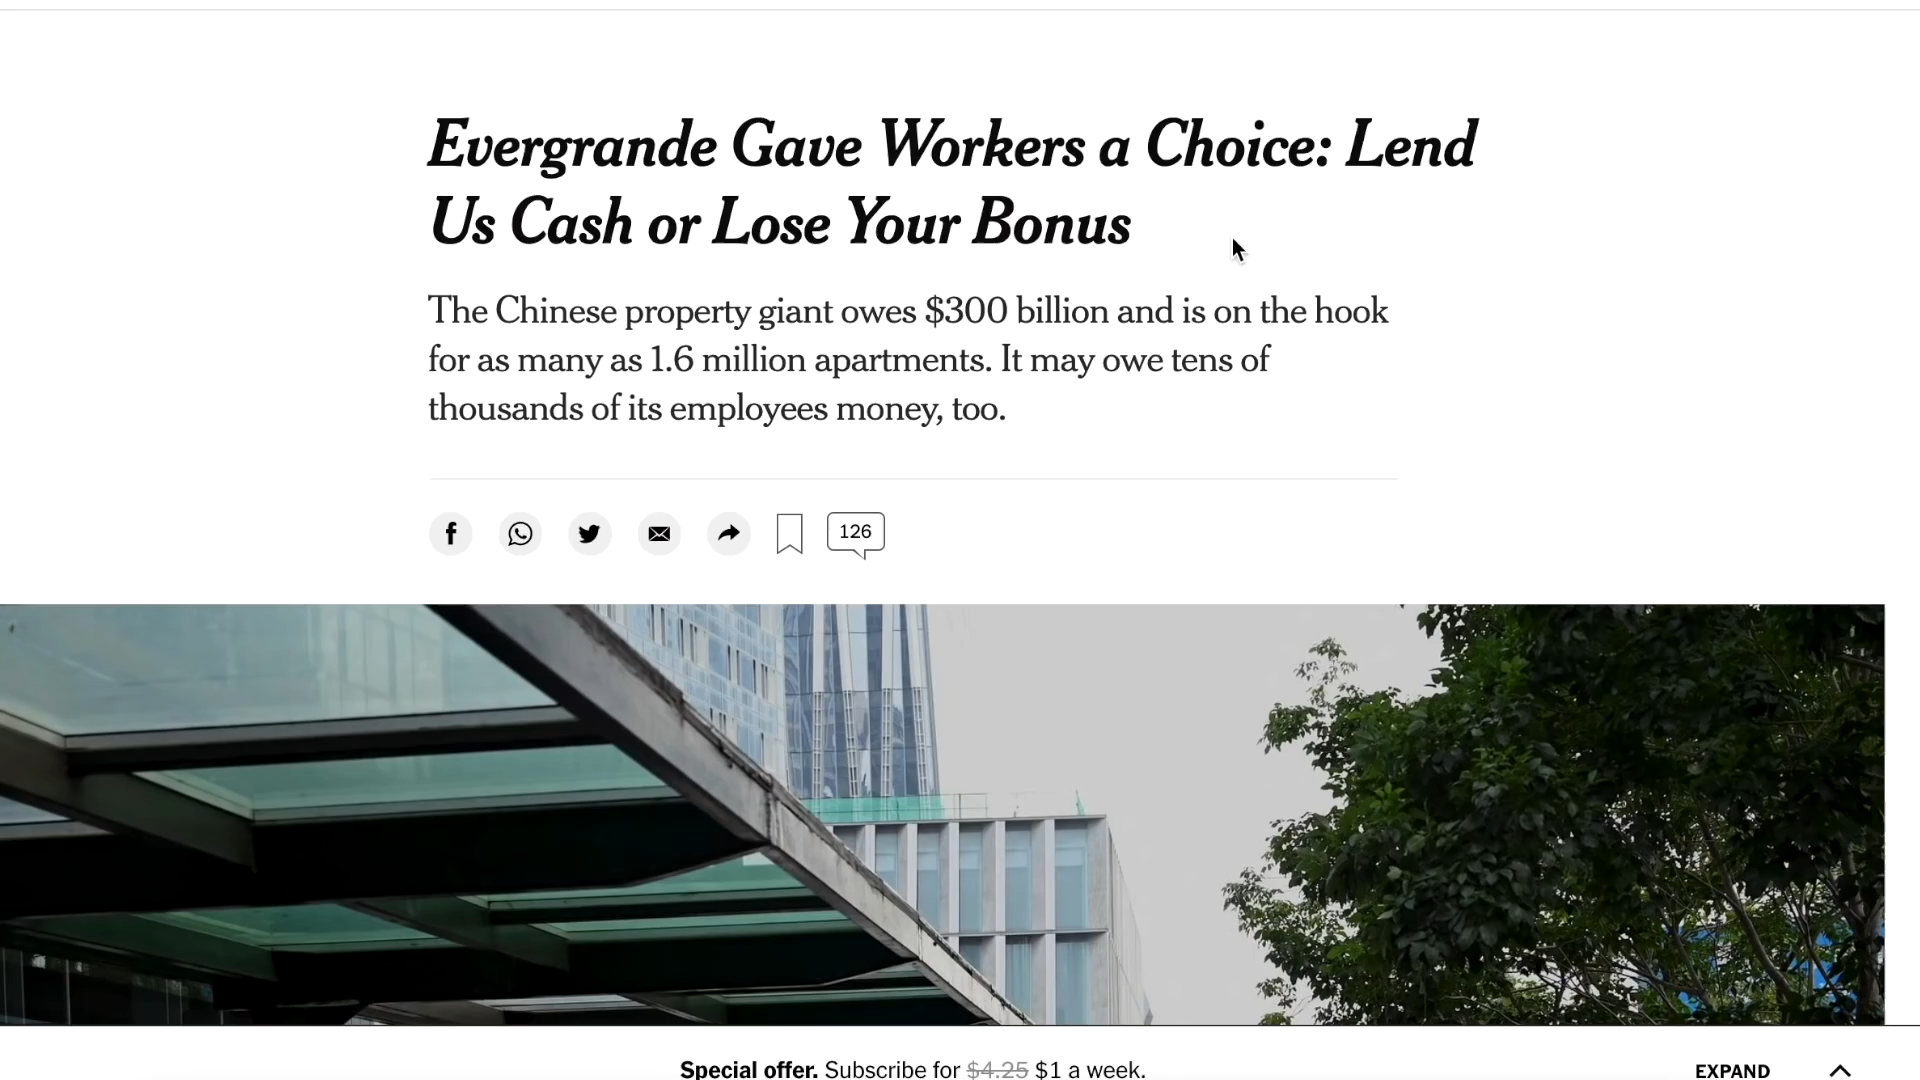 Evergrande Gave Workers a Choice: Lend
Us Cash or Lose Your Bonus
The Chinese property giant owes $300 billion and is on the hook
for as many as 1.6 million apartments. It may owe tens of
thousands of its employees money, too.
126
Special offer. Subscribe for $4.25 $1 a week.
EXPAND